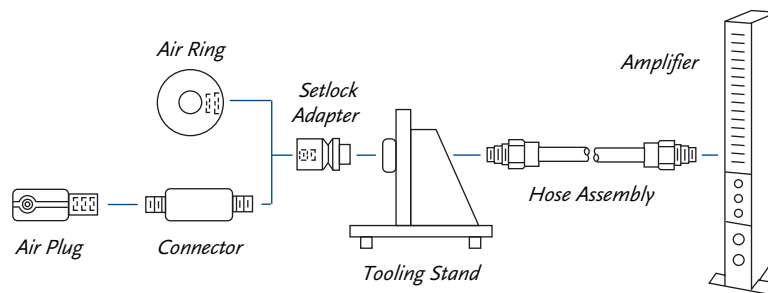 Air Ring
Amplifier
Setlock
Adapter
Hose Assembly
Air Plug
Connector
Tooling Stand